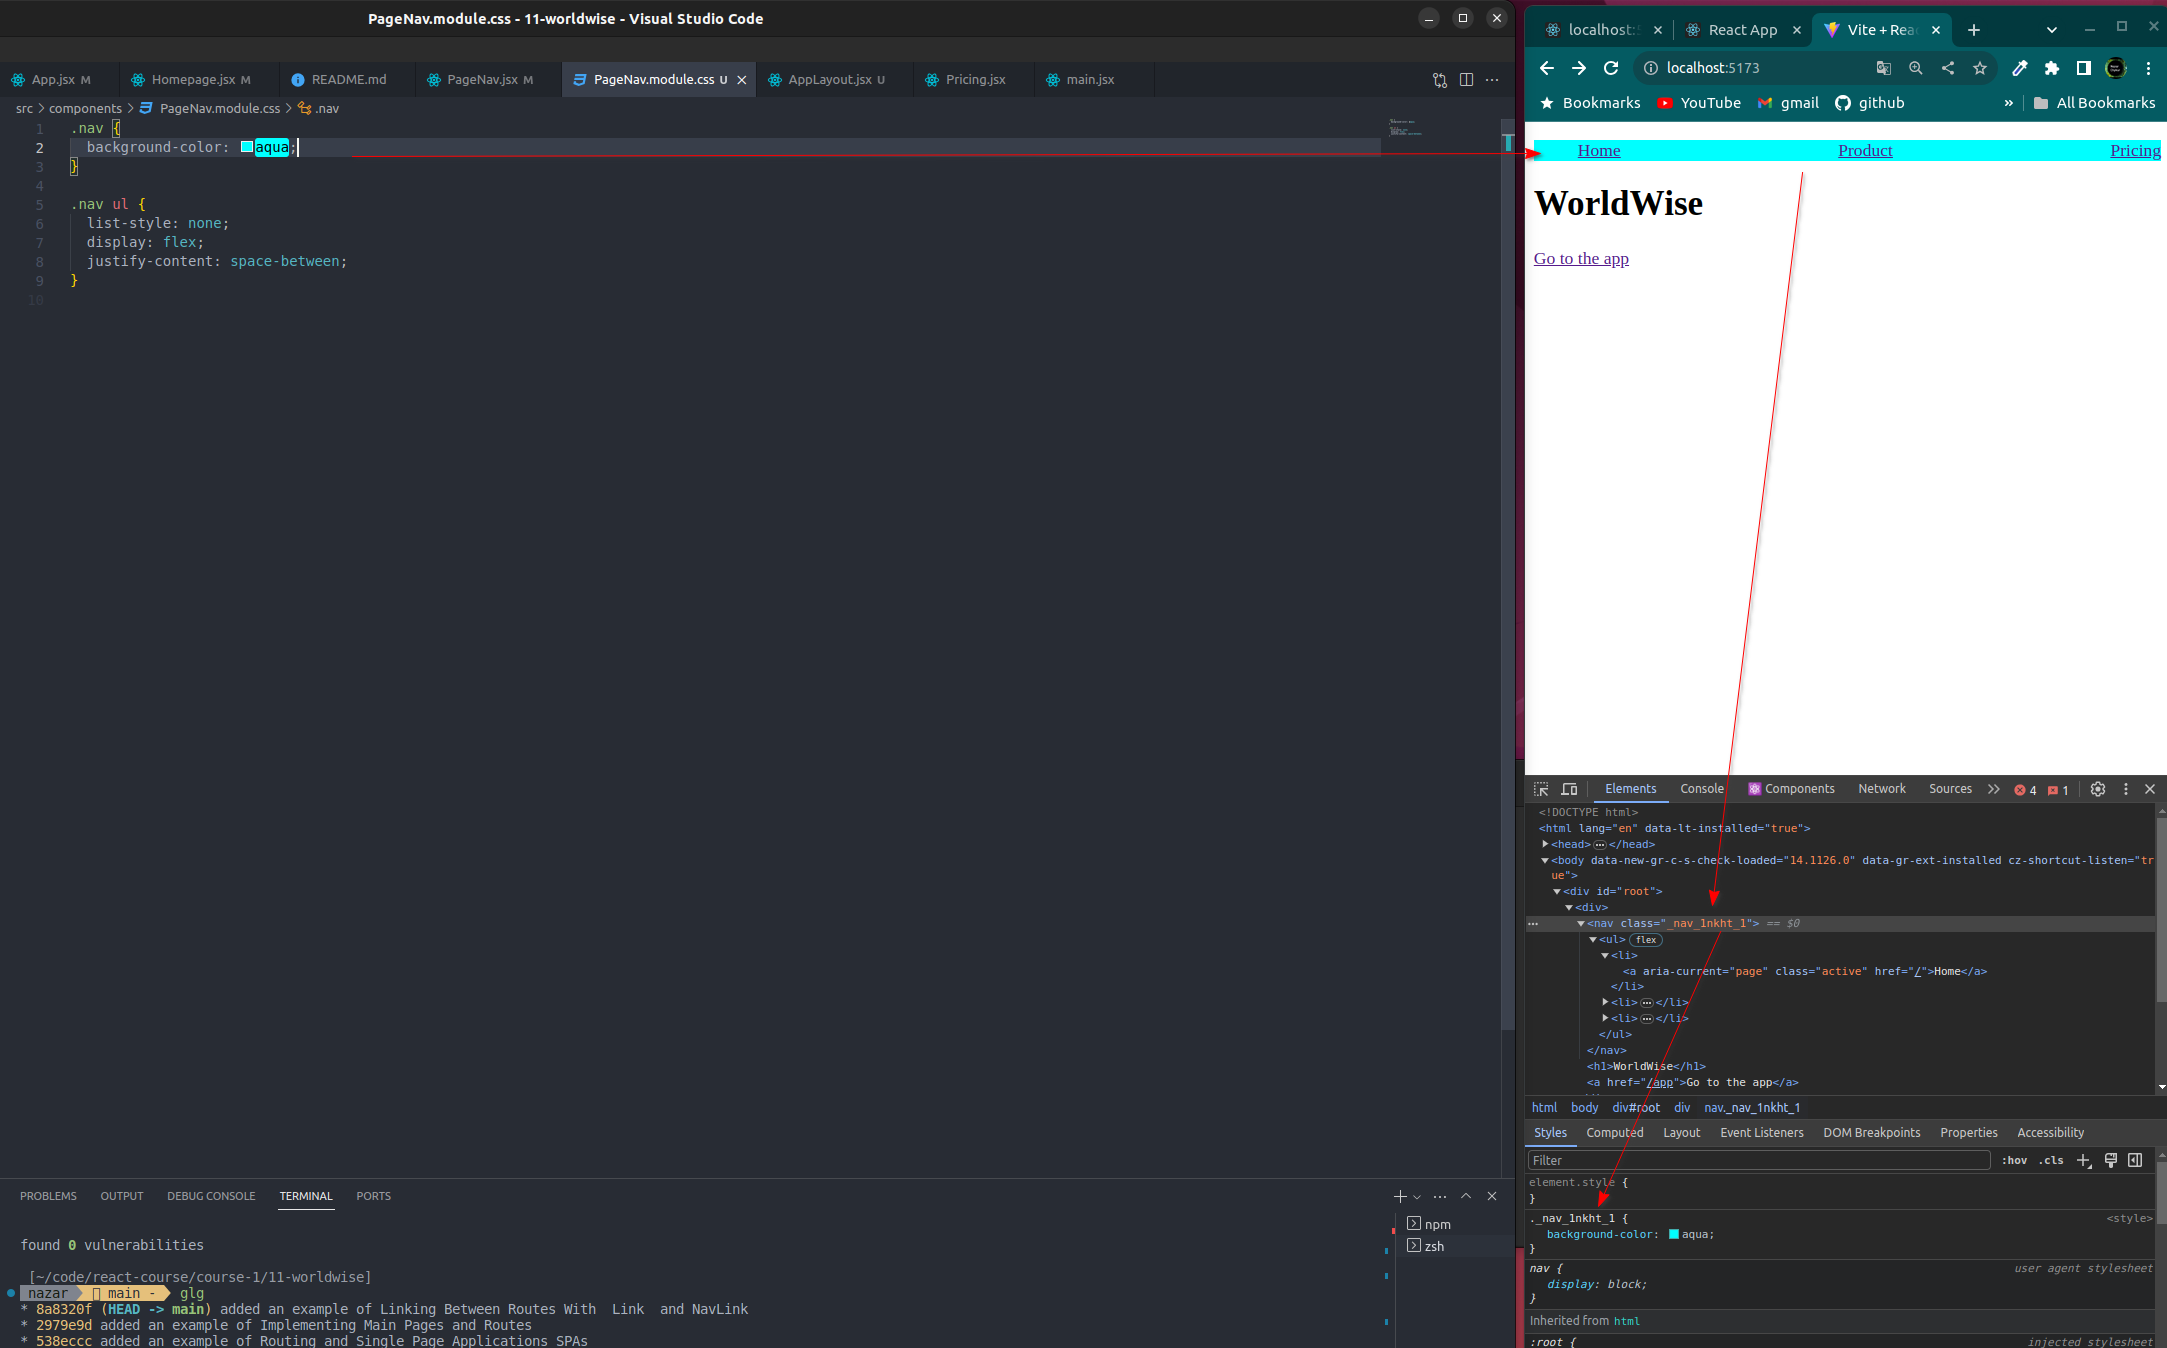 PageNav.module.css - 11-worldwise - Visual Studio Code
App.jsx M
Homepage.jsx M
README.md
PageNav.jsx M
PageNav.module.css U
AppLayout.jsx U
Pricing.jsx
main.jsx
src > components > PageNav.module.css > .nav
1 .nav {
2 background-color: aqua;
3 }
4
5 .nav ul {
6 list-style: none;
7 display: flex;
8 justify-content: space-between;
9 }
10
PROBLEMS OUTPUT DEBUG CONSOLE TERMINAL PORTS
found 0 vulnerabilities
[~/code/react-course/course-1/11-worldwise]
nazar main - glg
* 8a8320f (HEAD -> main) added an example of Linking Between Routes With Link and NavLink
* 2979e9d added an example of Implementing Main Pages and Routes
* 538eccc added an example of Routing and Single Page Applications SPAs
npm
zsh
localhost:
React App
Vite + Rea
localhost:5173
Bookmarks YouTube gmail github » All Bookmarks
Home Product Pricing
WorldWise
Go to the app
Elements Console Components Network Sources 4 1
<!DOCTYPE html>
<html lang="en" data-lt-installed="true">
<head> </head>
<body data-new-gr-c-s-check-loaded="14.1126.0" data-gr-ext-installed cz-shortcut-listen="tr
ue">
<div id="root">
<div>
<nav class="_nav_1nkht_1"> == $0
<ul> flex
<li>
<a aria-current="page" class="active" href="/">Home</a>
</li>
<li> </li>
<li> </li>
</ul>
</nav>
<h1>WorldWise</h1>
<a href="/app">Go to the app</a>
html body div#root div nav._nav_1nkht_1
Styles Computed Layout Event Listeners DOM Breakpoints Properties Accessibility
Filter :hov .cls
element.style {
}
._nav_1nkht_1 { <style>
background-color: aqua;
}
nav { user agent stylesheet
display: block;
}
Inherited from html
:root { injected stylesheet